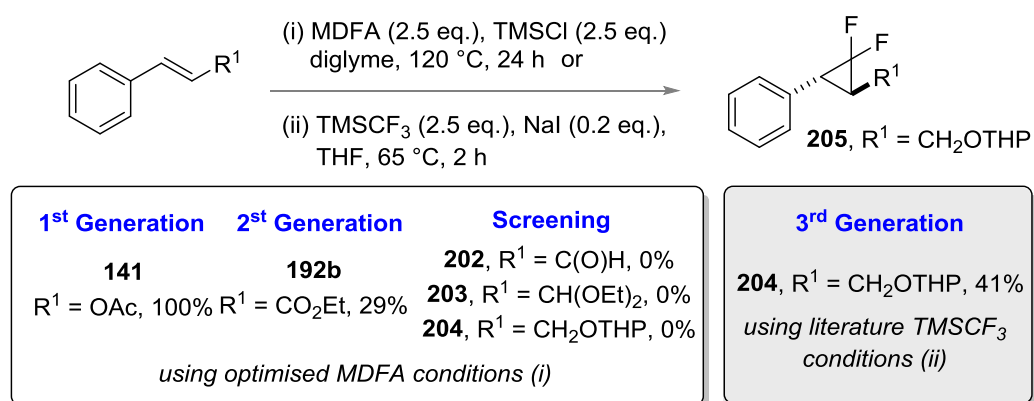 (i) MDFA (2.5 eq.), TMSCl (2.5 eq.)
diglyme, 120 °C, 24 h or
(ii) TMSCF₃ (2.5 eq.), NaI (0.2 eq.),
THF, 65 °C, 2 h
R¹
F
F
R¹
205, R¹ = CH₂OTHP
1ˢᵗ Generation
141
R¹ = OAc, 100%
2ˢᵗ Generation
192b
R¹ = CO₂Et, 29%
Screening
202, R¹ = C(O)H, 0%
203, R¹ = CH(OEt)₂, 0%
204, R¹ = CH₂OTHP, 0%
using optimised MDFA conditions (i)
3ʳᵈ Generation
204, R¹ = CH₂OTHP, 41%
using literature TMSCF₃
conditions (ii)